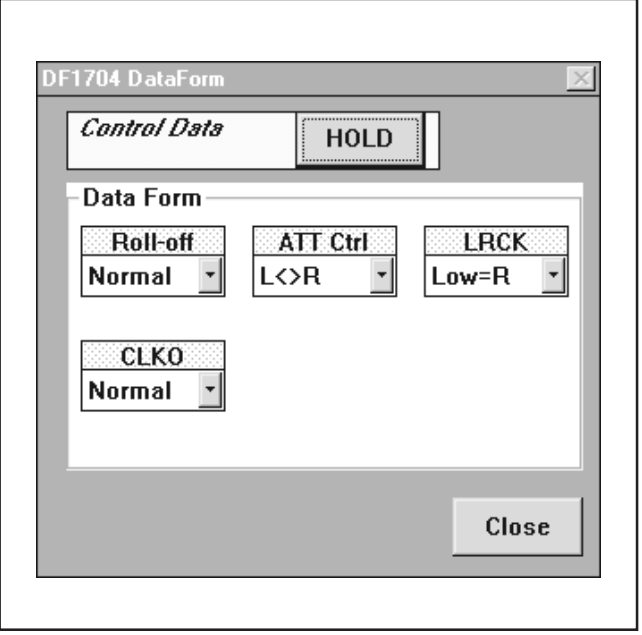 DF1704 DataForm
Control Data
HOLD
Data Form
Roll-off ATT Ctrl LRCK
Normal L<>R Low=R
CLKO
Normal
Close